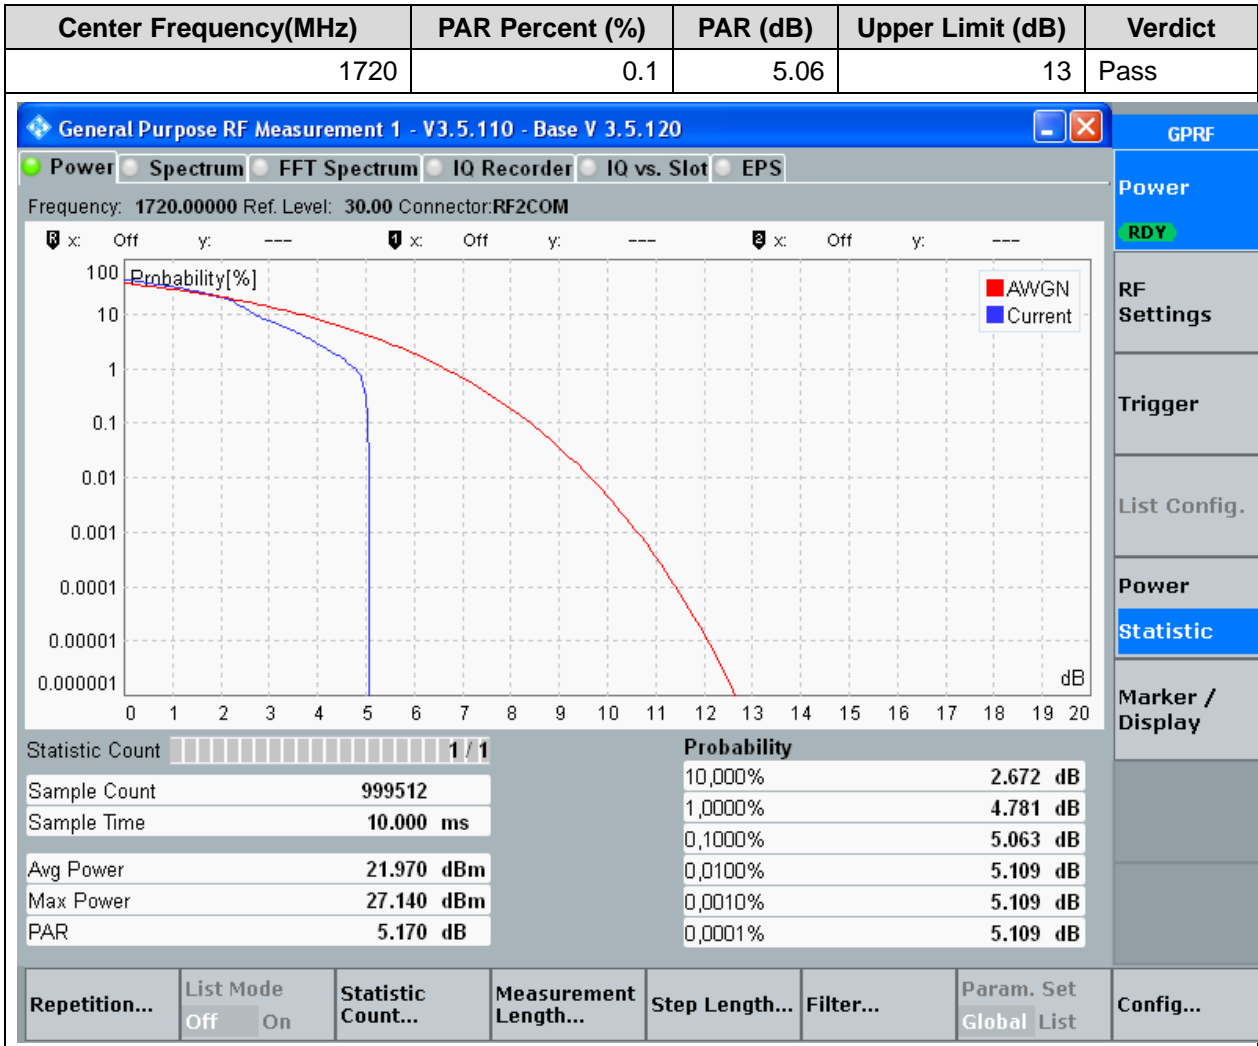 Center Frequency(MHz) PAR Percent (%) PAR (dB) Upper Limit (dB) Verdict
1720 0.1 5.06 13 Pass
General Purpose RF Measurement 1 - V3.5.110 - Base V 3.5.120
GPRF
Power Spectrum FFT Spectrum IQ Recorder IQ vs. Slot EPS
Power
RDY
Frequency: 1720.00000 Ref. Level: 30.00 Connector:RF2COM
R x: Off y: --- 1 x: Off y: --- 2 x: Off y: ---
Probability[%]
AWGN
Current
100
10
1
0.1
0.01
0.001
0.0001
0.00001
0.000001
dB
0 1 2 3 4 5 6 7 8 9 10 11 12 13 14 15 16 17 18 19 20
RF
Settings
Trigger
List Config.
Power
Statistic
Marker /
Display
Statistic Count 1 / 1
Sample Count 999512
Sample Time 10.000 ms
Avg Power 21.970 dBm
Max Power 27.140 dBm
PAR 5.170 dB
Probability
10,000% 2.672 dB
1,0000% 4.781 dB
0,1000% 5.063 dB
0,0100% 5.109 dB
0,0010% 5.109 dB
0,0001% 5.109 dB
Repetition...
List Mode
Off On
Statistic
Count...
Measurement
Length...
Step Length...
Filter...
Param. Set
Global List
Config...